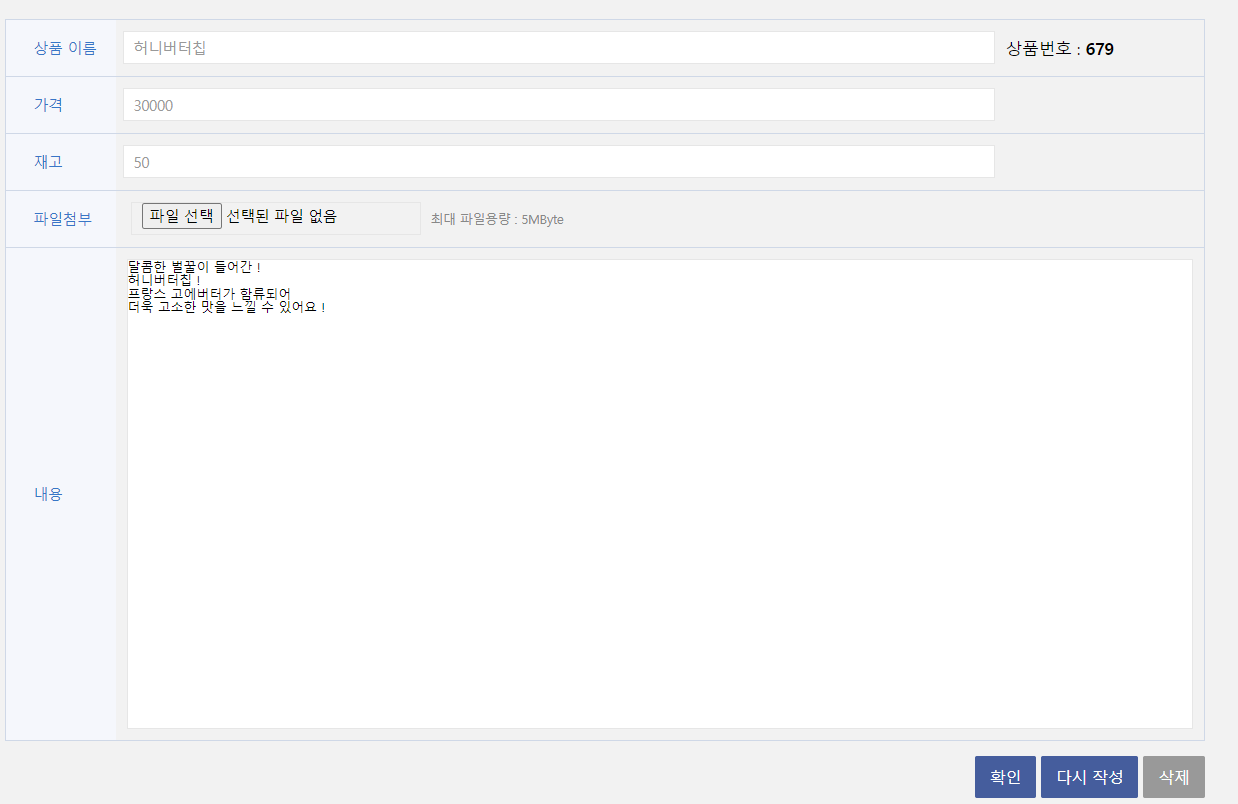 상품 이름 허니버터칩 상품번호 : 679
가격 30000
재고 50
파일첨부 파일 선택 선택된 파일 없음 최대 파일용량 : 5MByte
달콤한 벌꿀이 들어간 !
허니버터칩 !
프랑스 고에버터가 함류되어
더욱 고소한 맛을 느낄 수 있어요 !
내용
확인 다시 작성 삭제